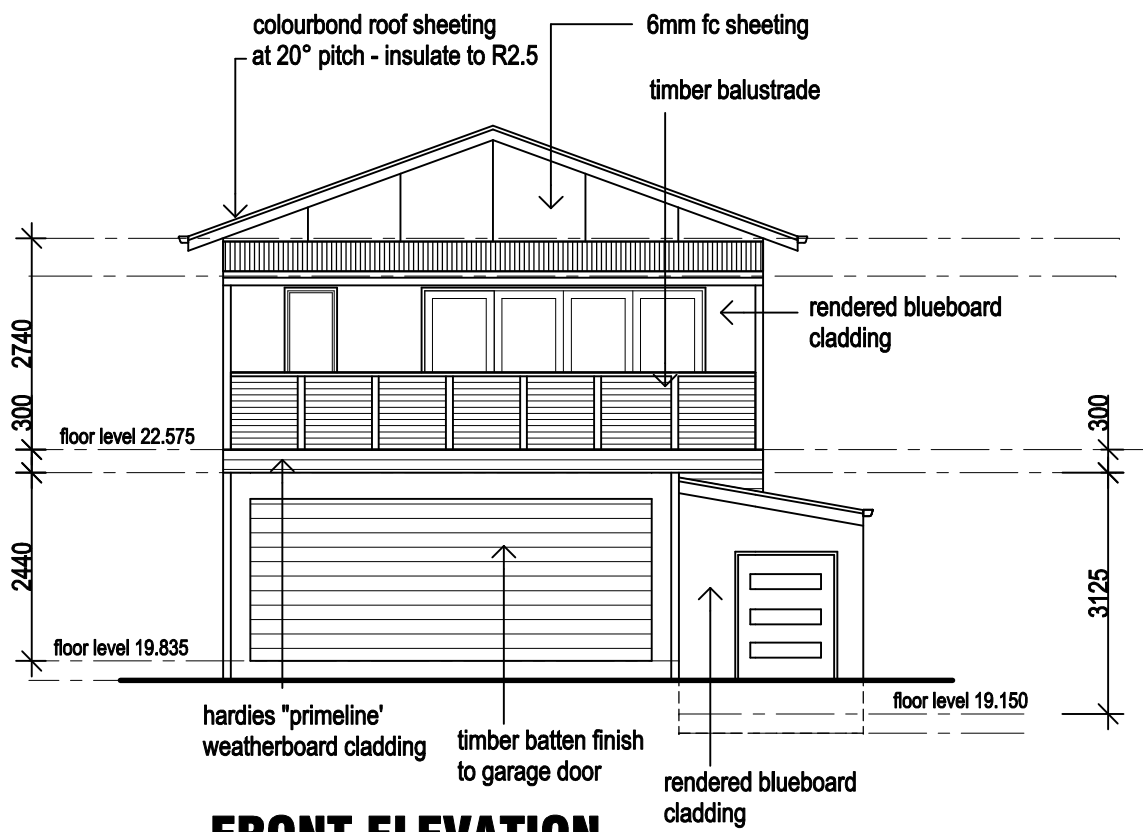 colourbond roof sheeting
at 20° pitch - insulate to R2.5
6mm fc sheeting
timber balustrade
rendered blueboard
cladding
2740
300
floor level 22.575
300
2440
3125
floor level 19.835
floor level 19.150
hardies "primeline'
weatherboard cladding
timber batten finish
to garage door
rendered blueboard
cladding
FRONT ELEVATION